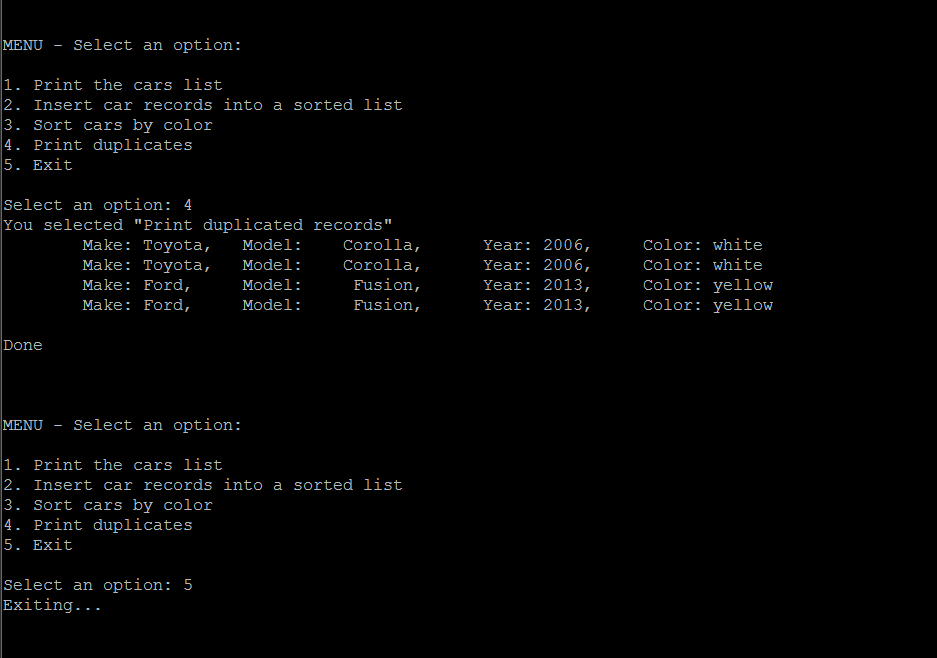 MENU - Select an option:
1. Print the cars list
2. Insert car records into a sorted list
3. Sort cars by color
4. Print duplicates
5. Exit
Select an option: 4
You selected "Print duplicated records"
Make: Toyota, Model: Corolla, Year: 2006, Color: white
Make: Toyota, Model: Corolla, Year: 2006, Color: white
Make: Ford, Model: Fusion, Year: 2013, Color: yellow
Make: Ford, Model: Fusion, Year: 2013, Color: yellow
Done
MENU - Select an option:
1. Print the cars list
2. Insert car records into a sorted list
3. Sort cars by color
4. Print duplicates
5. Exit
Select an option: 5
Exiting...